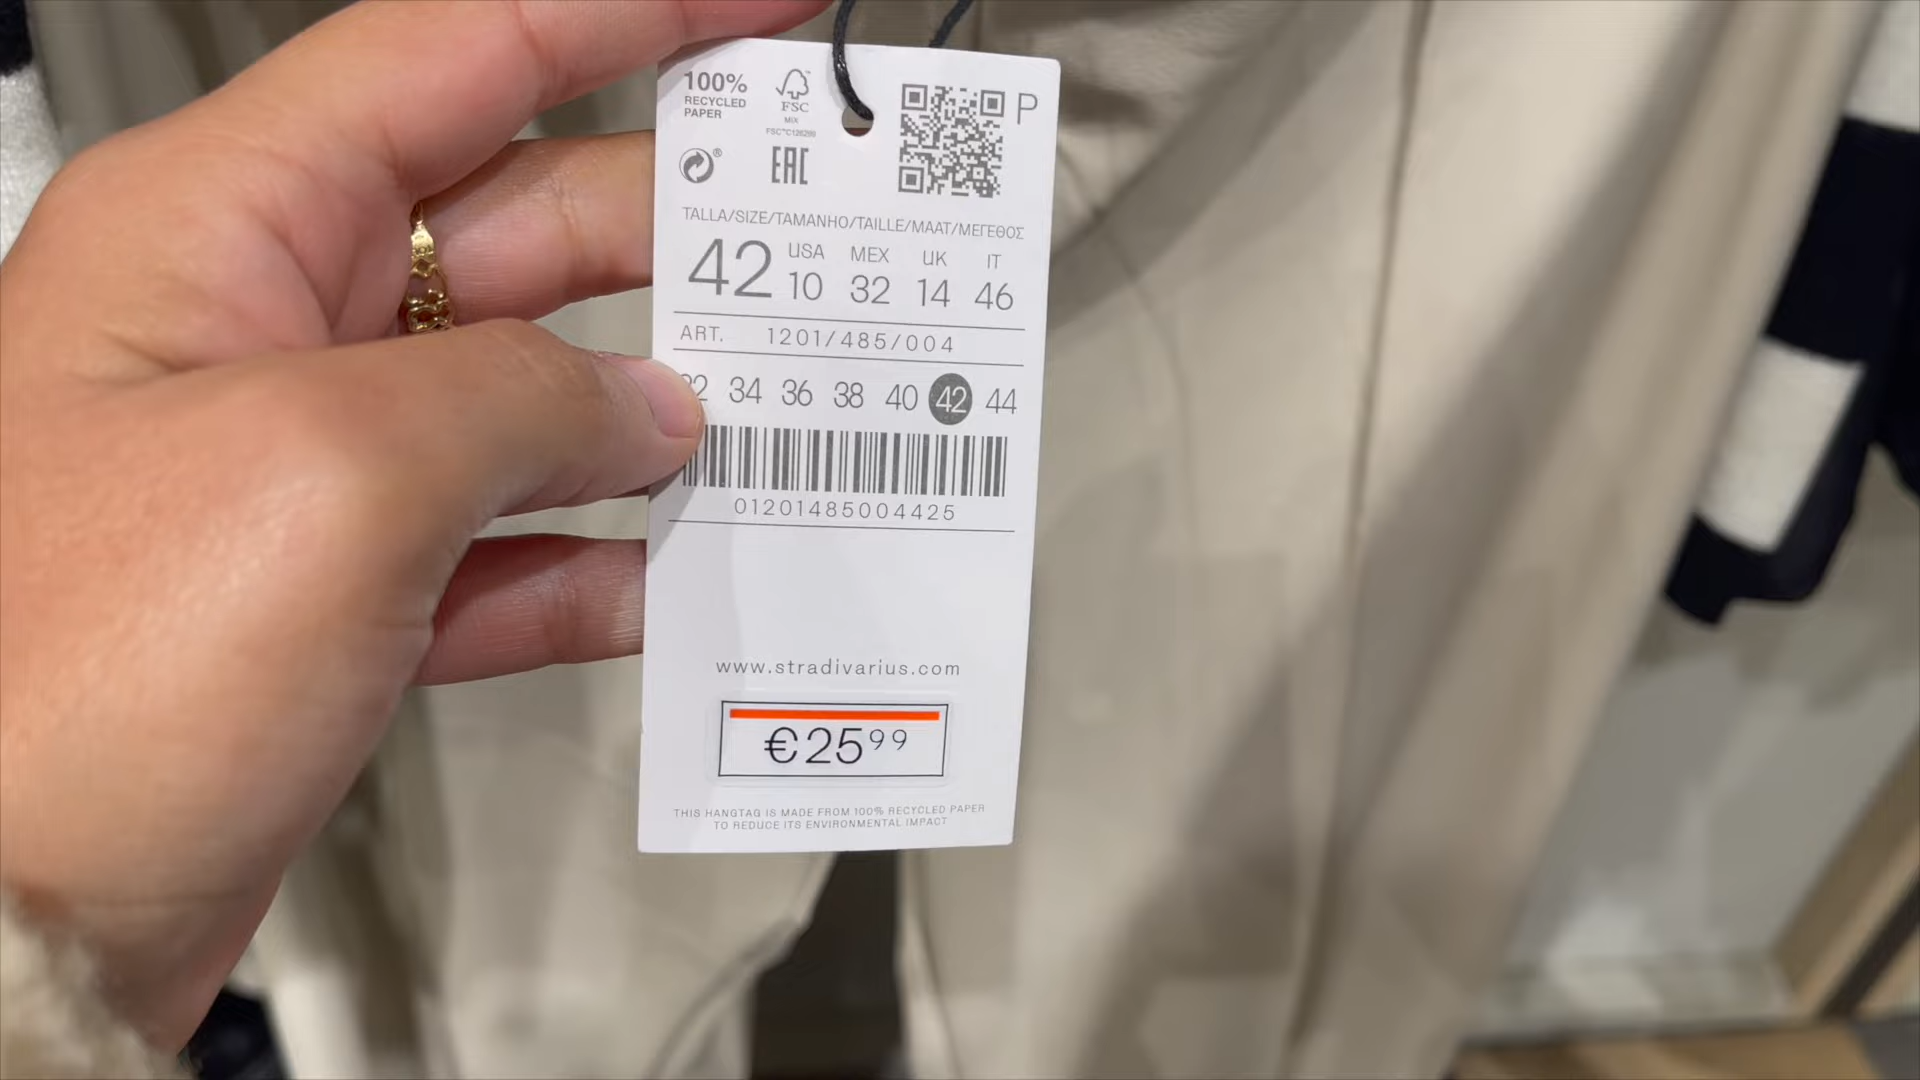 100%
RECYCLED
PAPER
FSC
MIX
P
EAC
TALLA/SIZE/TAMANHO/TAILLE/MAAT/ΜΕΓΕΘΟΣ
42 USA 10 MEX 32 UK 14 IT 46
ART. 1201/485/004
34 36 38 40 42 44
01201485004425
www.stradivarius.com
€25⁹⁹
THIS HANGTAG IS MADE FROM 100% RECYCLED PAPER
TO REDUCE ITS ENVIRONMENTAL IMPACT